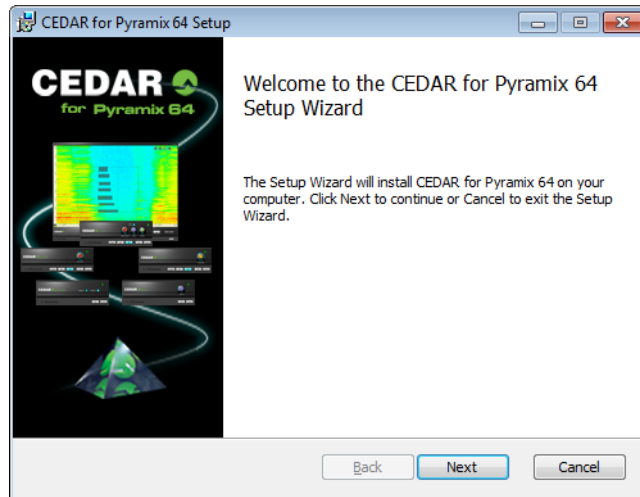 CEDAR for Pyramix 64 Setup
CEDAR
for Pyramix 64
Welcome to the CEDAR for Pyramix 64
Setup Wizard
The Setup Wizard will install CEDAR for Pyramix 64 on your
computer. Click Next to continue or Cancel to exit the Setup
Wizard.
Back
Next
Cancel